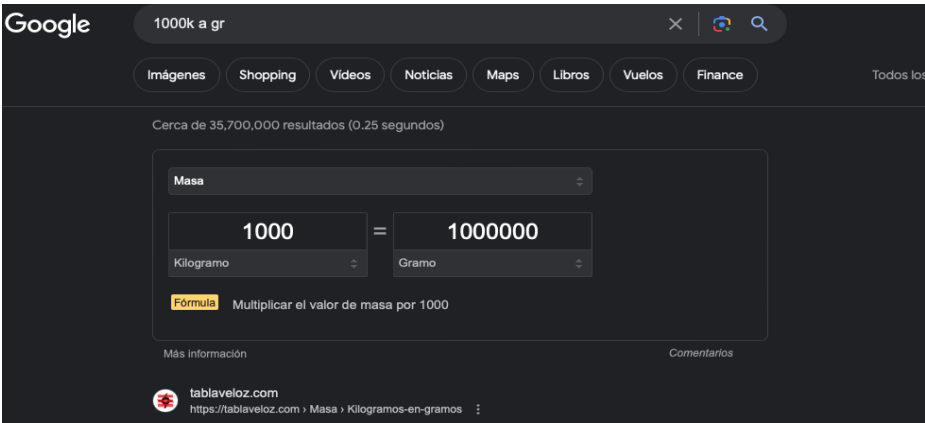 Google 1000k a gr
Imágenes Shopping Vídeos Noticias Maps Libros Vuelos Finance Todos los
Cerca de 35,700,000 resultados (0.25 segundos)
Masa
1000 = 1000000
Kilogramo Gramo
Fórmula Multiplicar el valor de masa por 1000
Más información Comentarios
tablaveloz.com
https://tablaveloz.com › Masa › Kilogramos-en-gramos